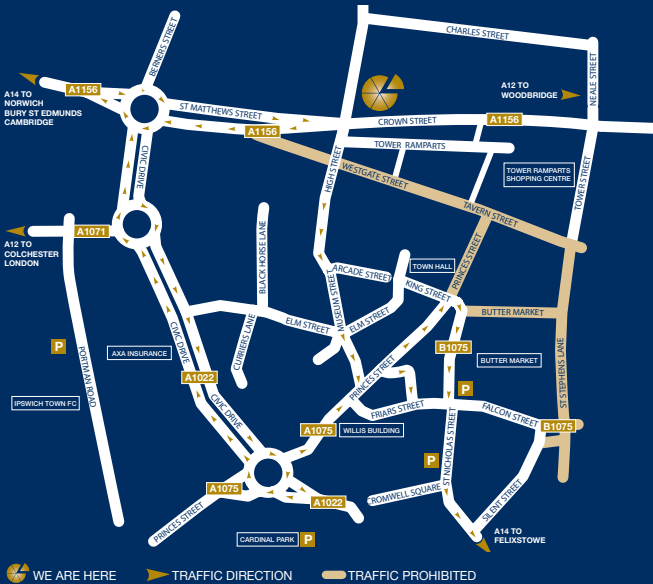 CHARLES STREET
BERNERS STREET
NEALE STREET
A1156
A14 TO
NORWICH
BURY ST EDMUNDS
CAMBRIDGE
A12 TO
WOODBRIDGE
ST MATTHEWS STREET
A1156
CROWN STREET
A1156
TOWER RAMPARTS
CIVIC DRIVE
HIGH STREET
WESTGATE STREET
TOWER RAMPARTS
SHOPPING CENTRE
TOWER STREET
TAVERN STREET
A1071
A12 TO
COLCHESTER
LONDON
BLACK HORSE LANE
PRINCES STREET
ARCADE STREET
TOWN HALL
KING STREET
MUSEUM STREET
ELM STREET
ELM STREET
BUTTER MARKET
CURRIERS LANE
CIVIC DRIVE
P
AXA INSURANCE
PORTMAN ROAD
B1075
BUTTER MARKET
ST STEPHENS LANE
A1022
PRINCES STREET
P
IPSWICH TOWN FC
CIVIC DRIVE
FRIARS STREET
FALCON STREET
A1075
WILLIS BUILDING
B1075
ST NICHOLAS STREET
P
A1075
A1022
CROMWELL SQUARE
SILENT STREET
PRINCES STREET
CARDINAL PARK
P
A14 TO
FELIXSTOWE
WE ARE HERE
TRAFFIC DIRECTION
TRAFFIC PROHIBITED